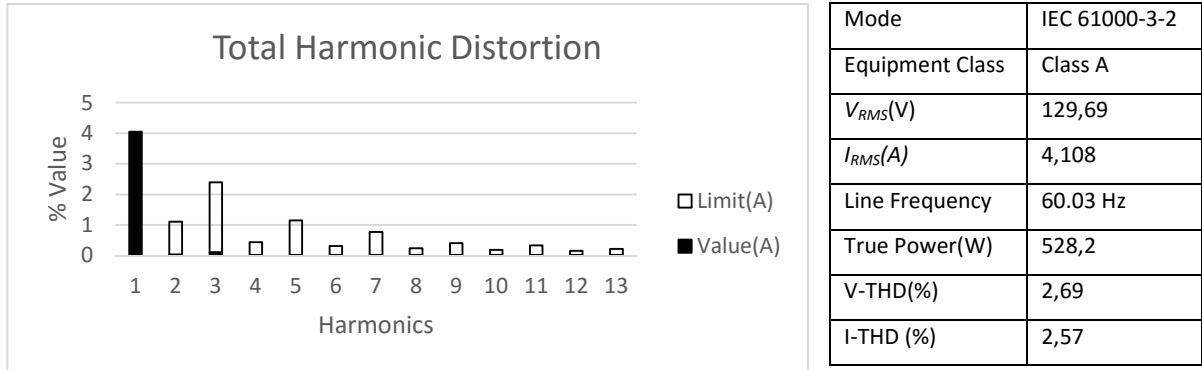 Total Harmonic Distortion
5
4
3
2
1
0
% Value
1 2 3 4 5 6 7 8 9 10 11 12 13
Harmonics
Limit(A)
Value(A)
Mode IEC 61000-3-2
Equipment Class Class A
VRMS(V) 129,69
IRMS(A) 4,108
Line Frequency 60.03 Hz
True Power(W) 528,2
V-THD(%) 2,69
I-THD (%) 2,57